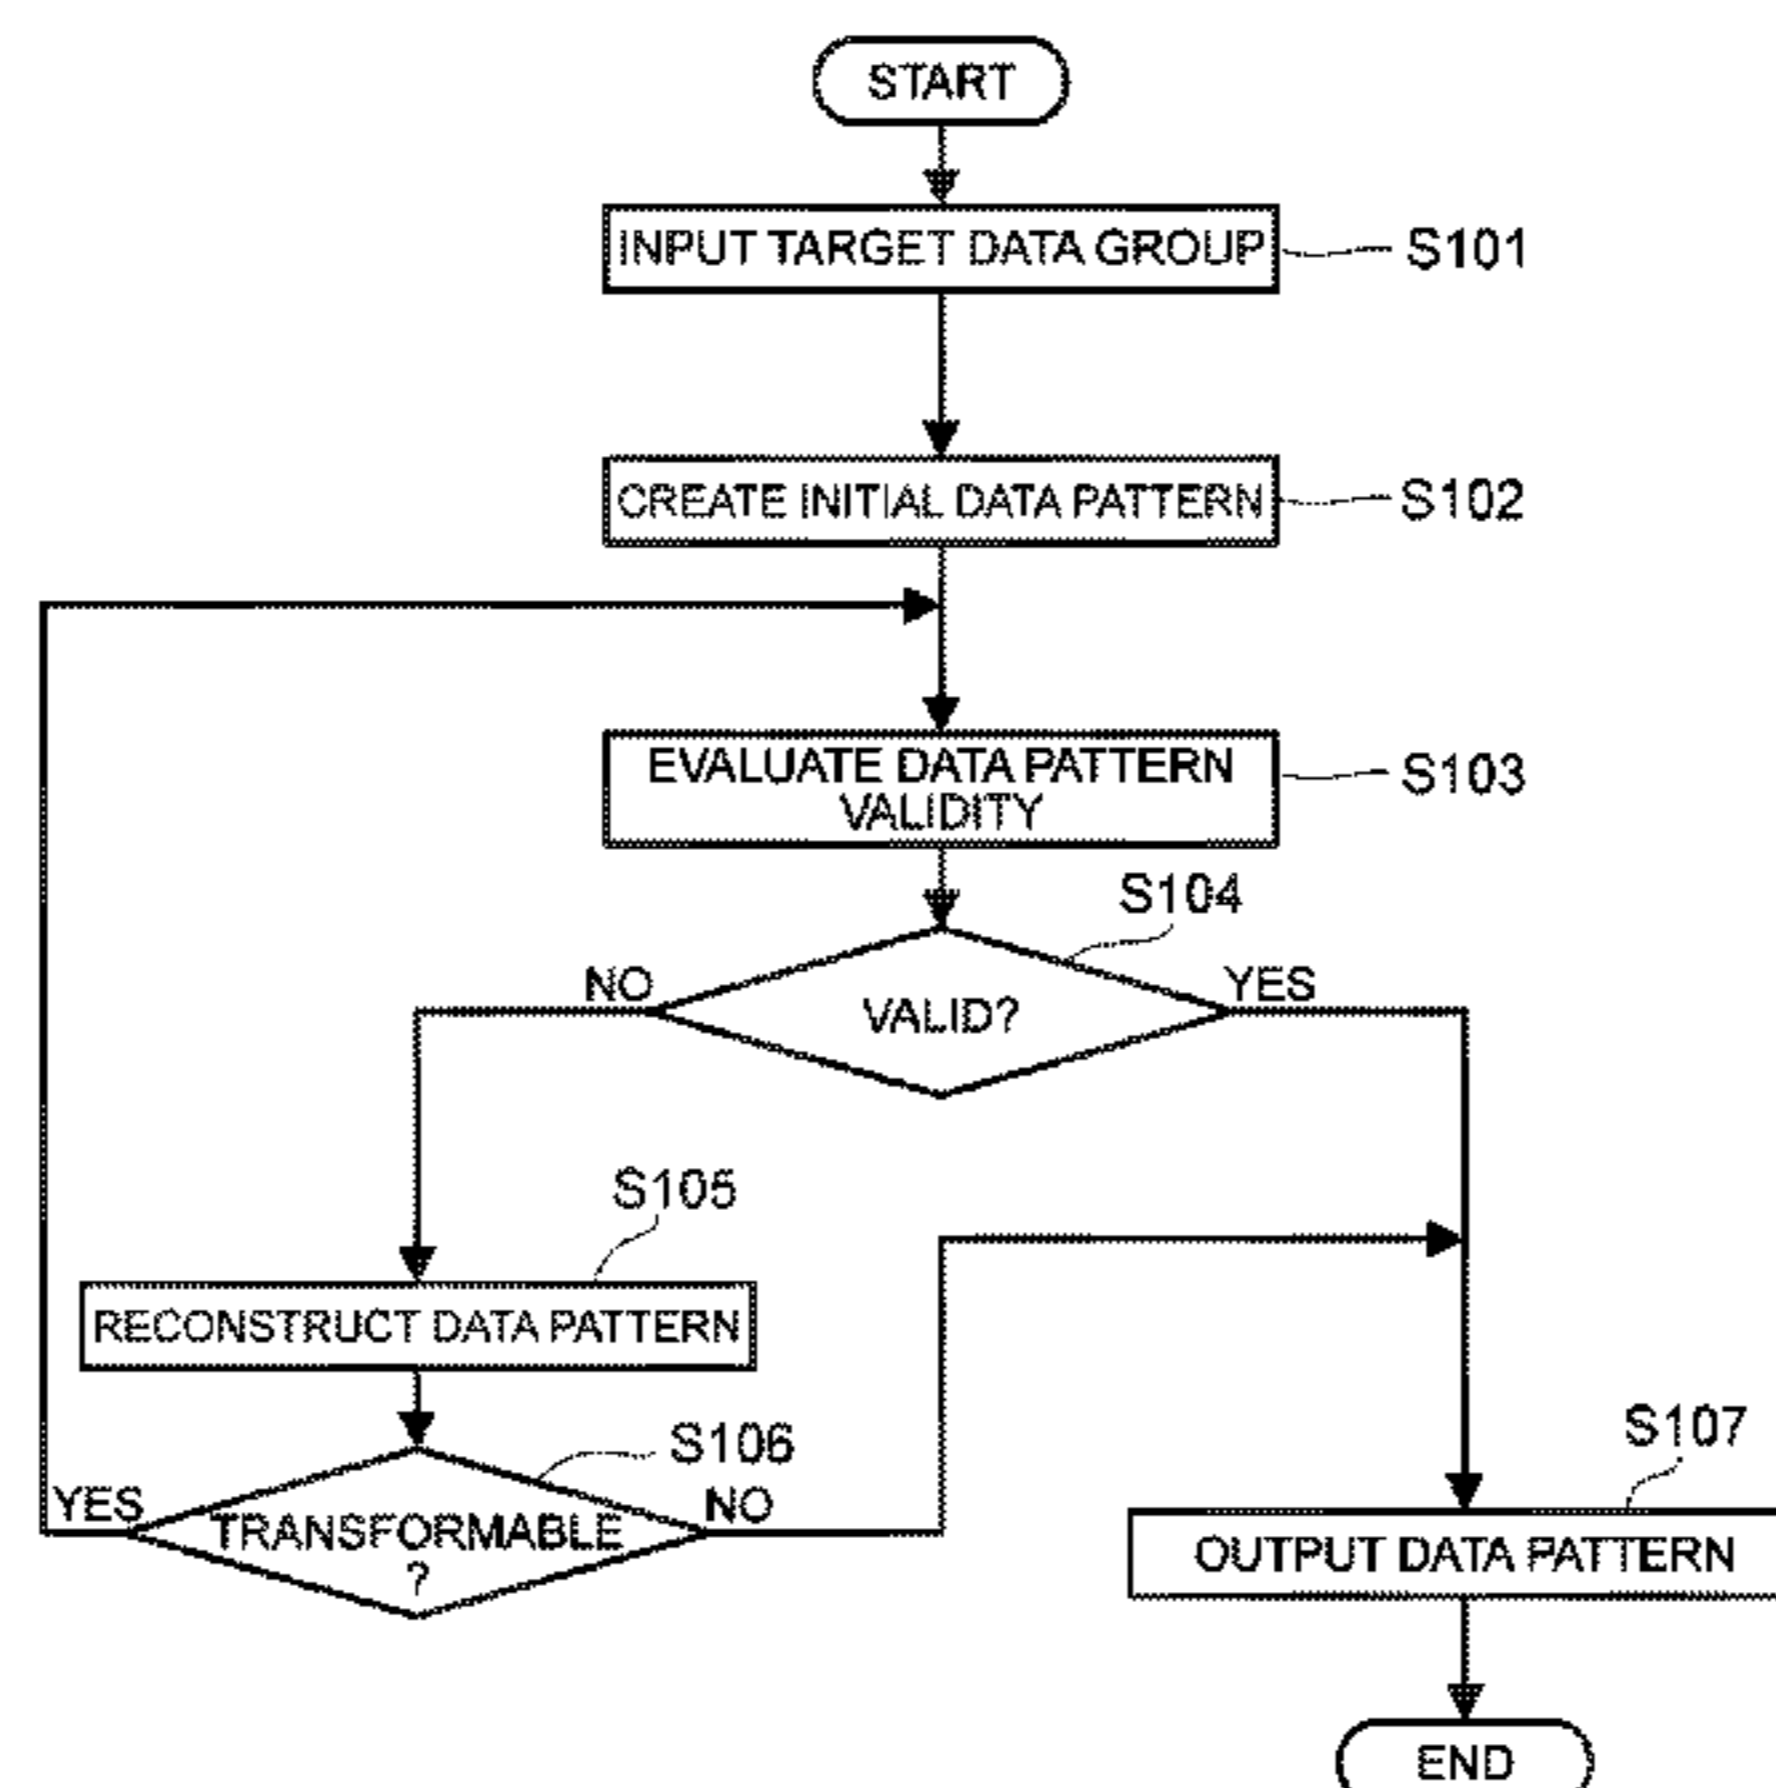 START
INPUT TARGET DATA GROUP
S101
CREATE INITIAL DATA PATTERN
S102
EVALUATE DATA PATTERN
VALIDITY
S103
S104
NO
VALID?
YES
S105
RECONSTRUCT DATA PATTERN
S106
YES
TRANSFORMABLE
?
NO
S107
OUTPUT DATA PATTERN
END